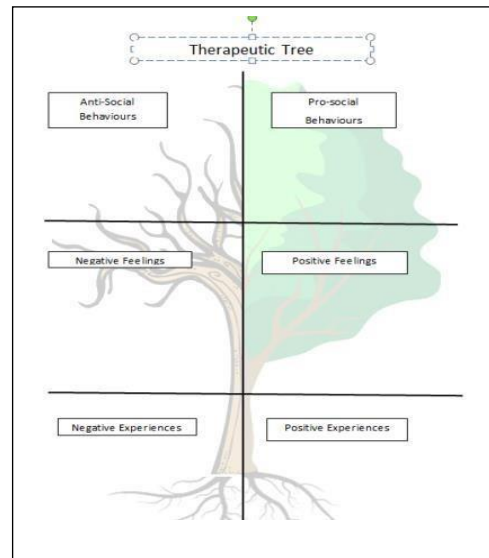 Therapeutic Tree
Anti-Social
Behaviours
Pro-social
Behaviours
Negative Feelings
Positive Feelings
Negative Experiences
Positive Experiences